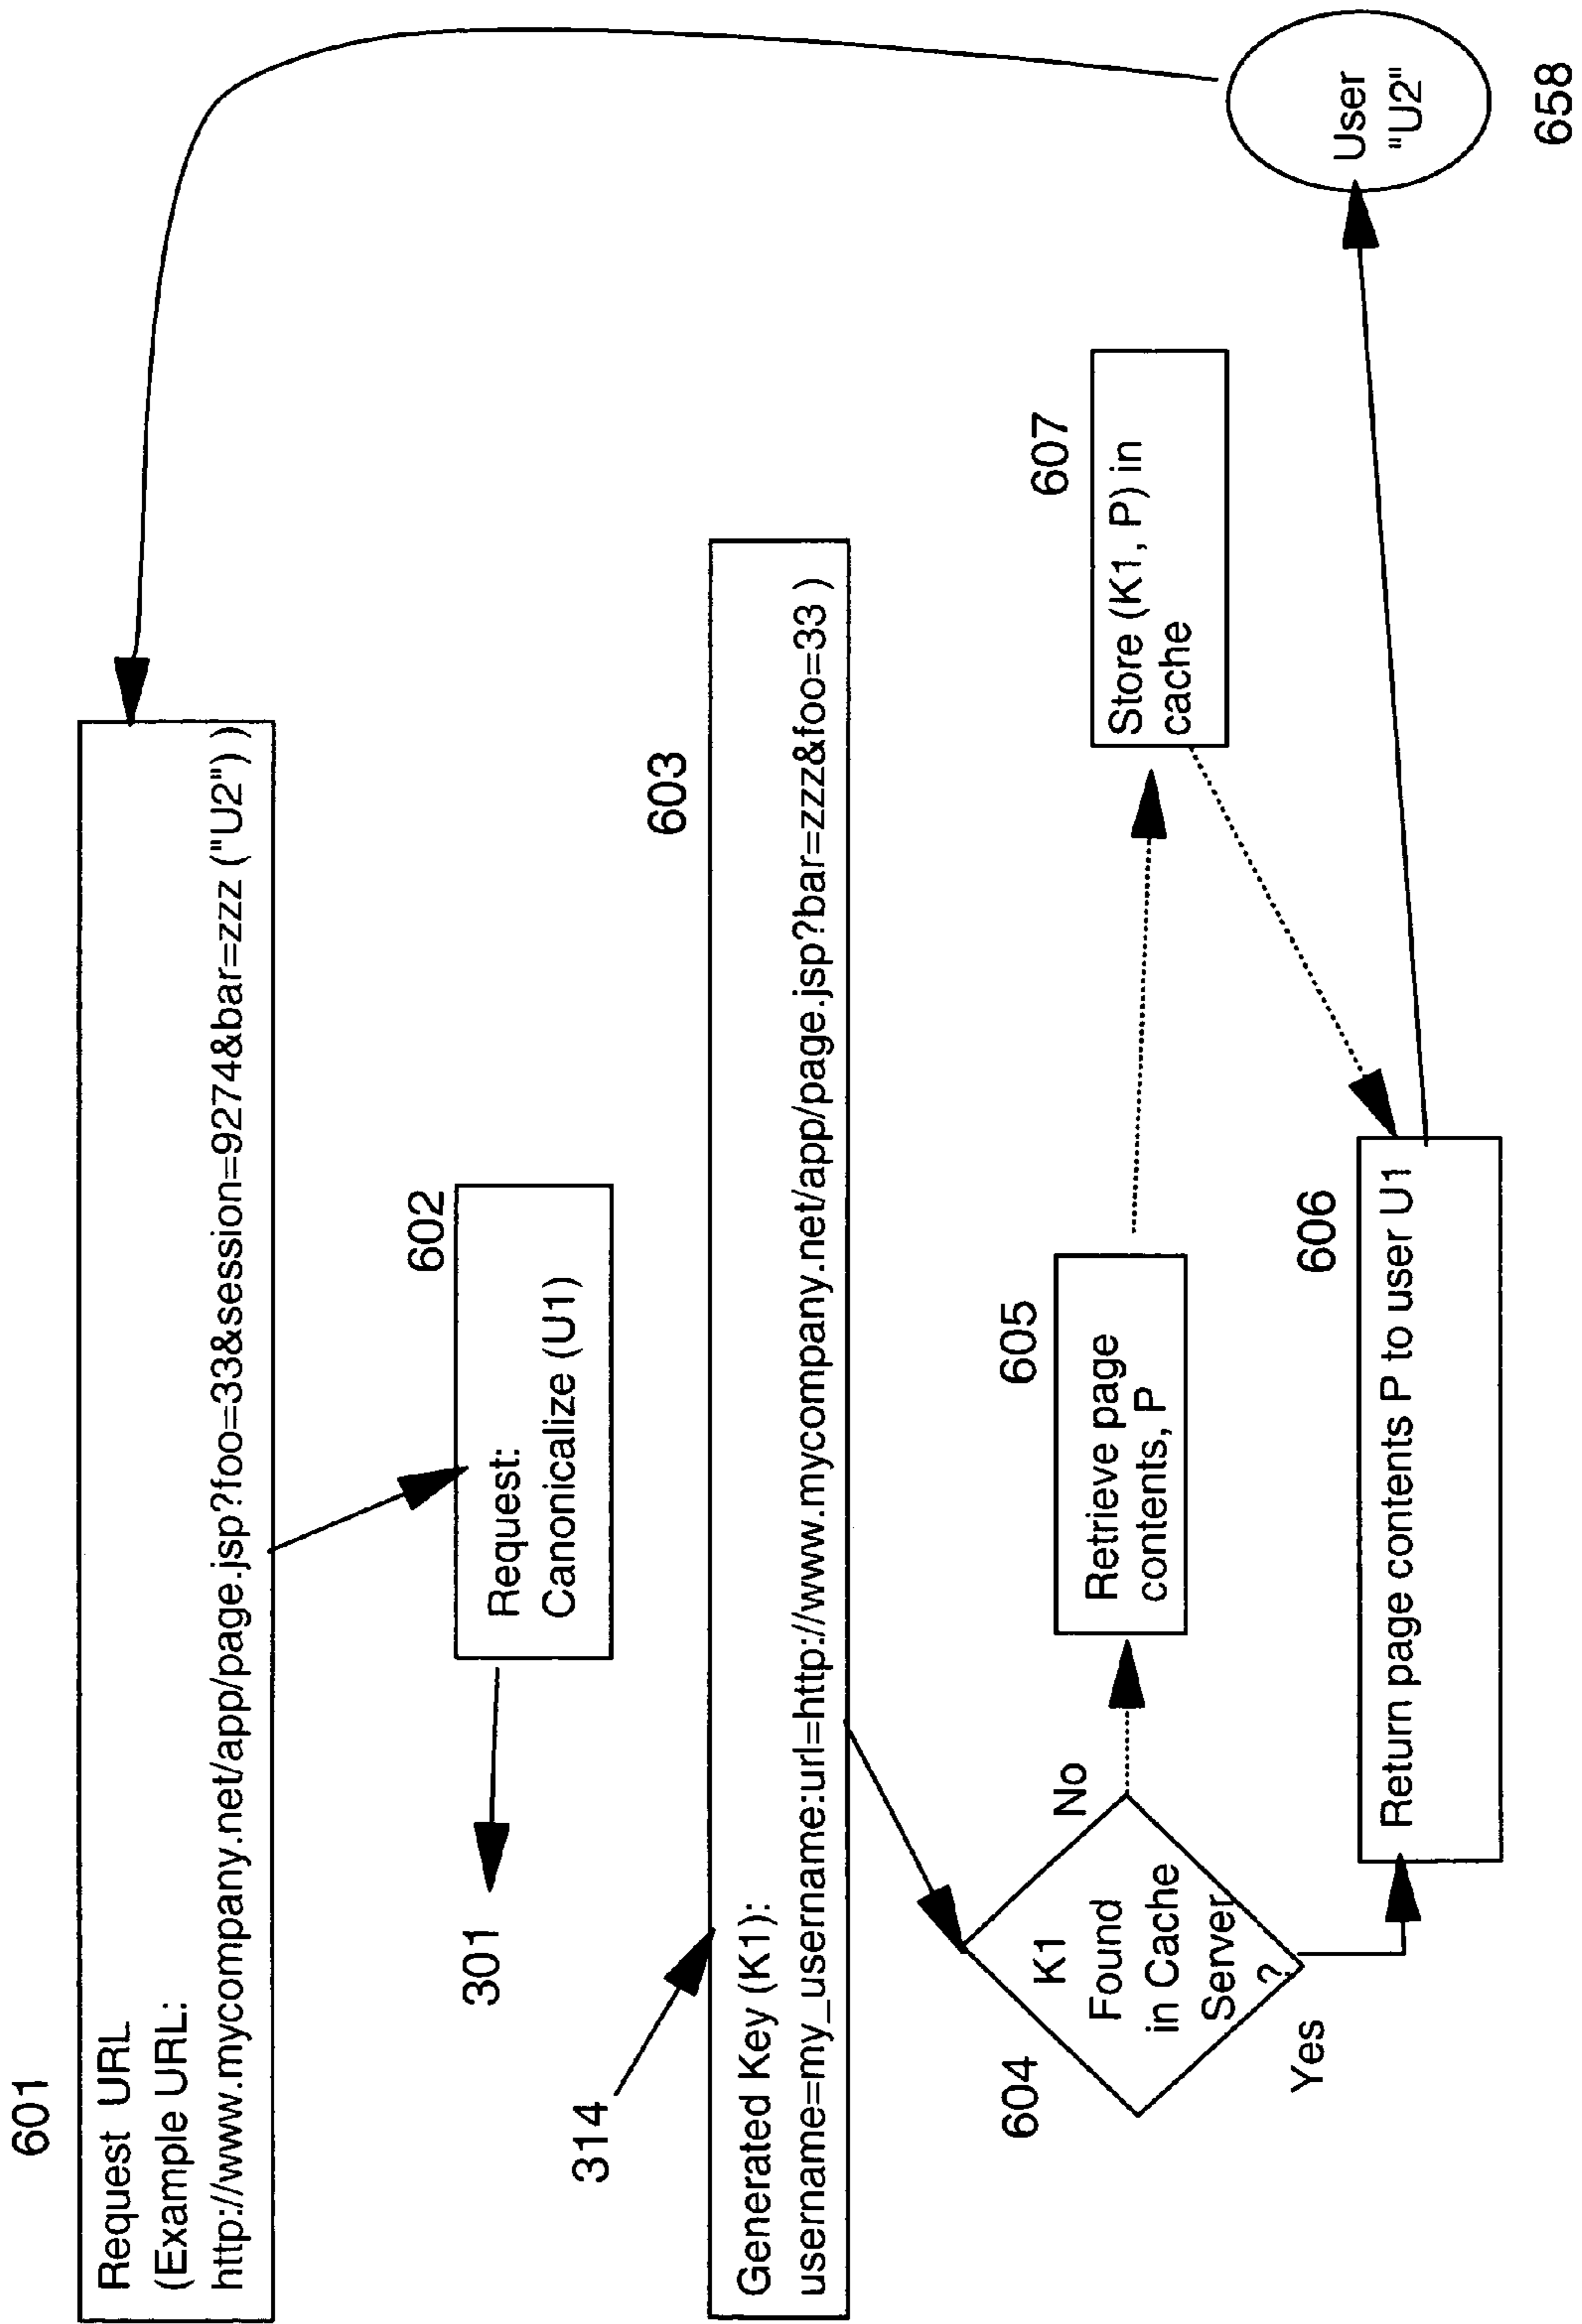 601
Request URL
(Example URL:
http://www.mycompany.net/app/page.jsp?foo=33&session=9274&bar=zzz ("U2") )
602
Request:
Canonicalize (U1)
301
314
603
Generated Key (K1):
username=my_username:url=http://www.mycompany.net/app/page.jsp?bar=zzz&foo=33 )
604
K1
Found
in Cache
Server
?
No
Yes
605
Retrieve page
contents, P
607
Store (K1, P) in
cache
606
Return page contents P to user U1
User
"U2"
658